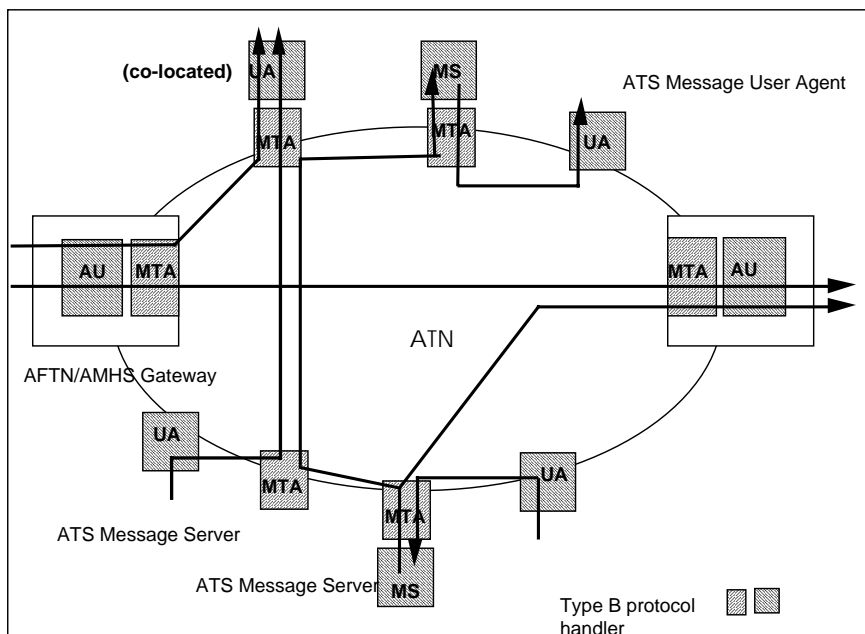 (co-located)
UA
MS
ATS Message User Agent
MTA
MTA
UA
AU
MTA
MTA
AU
ATN
AFTN/AMHS Gateway
UA
MTA
UA
MTA
ATS Message Server
ATS Message Server
MS
Type B protocol
handler